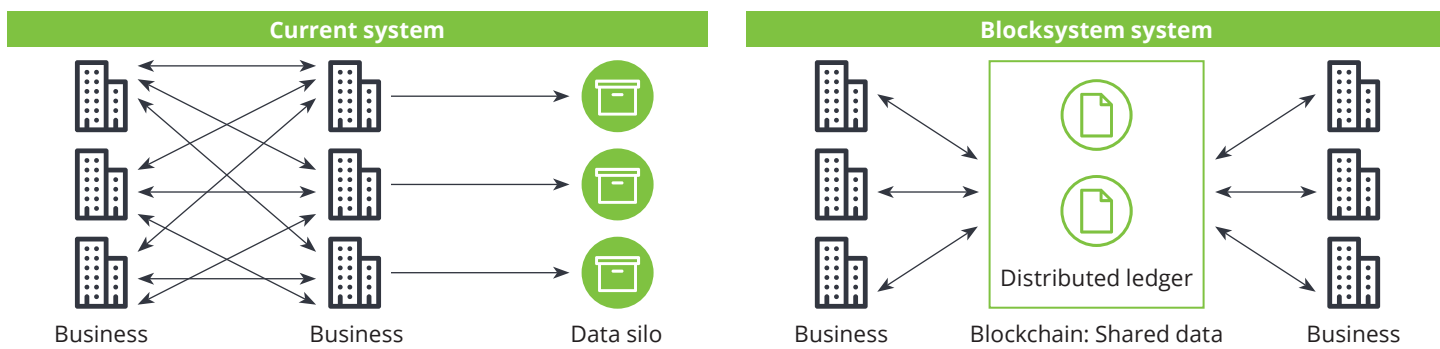 Current system
Business
Business
Data silo
Blocksystem system
Distributed ledger
Business
Blockchain: Shared data
Business